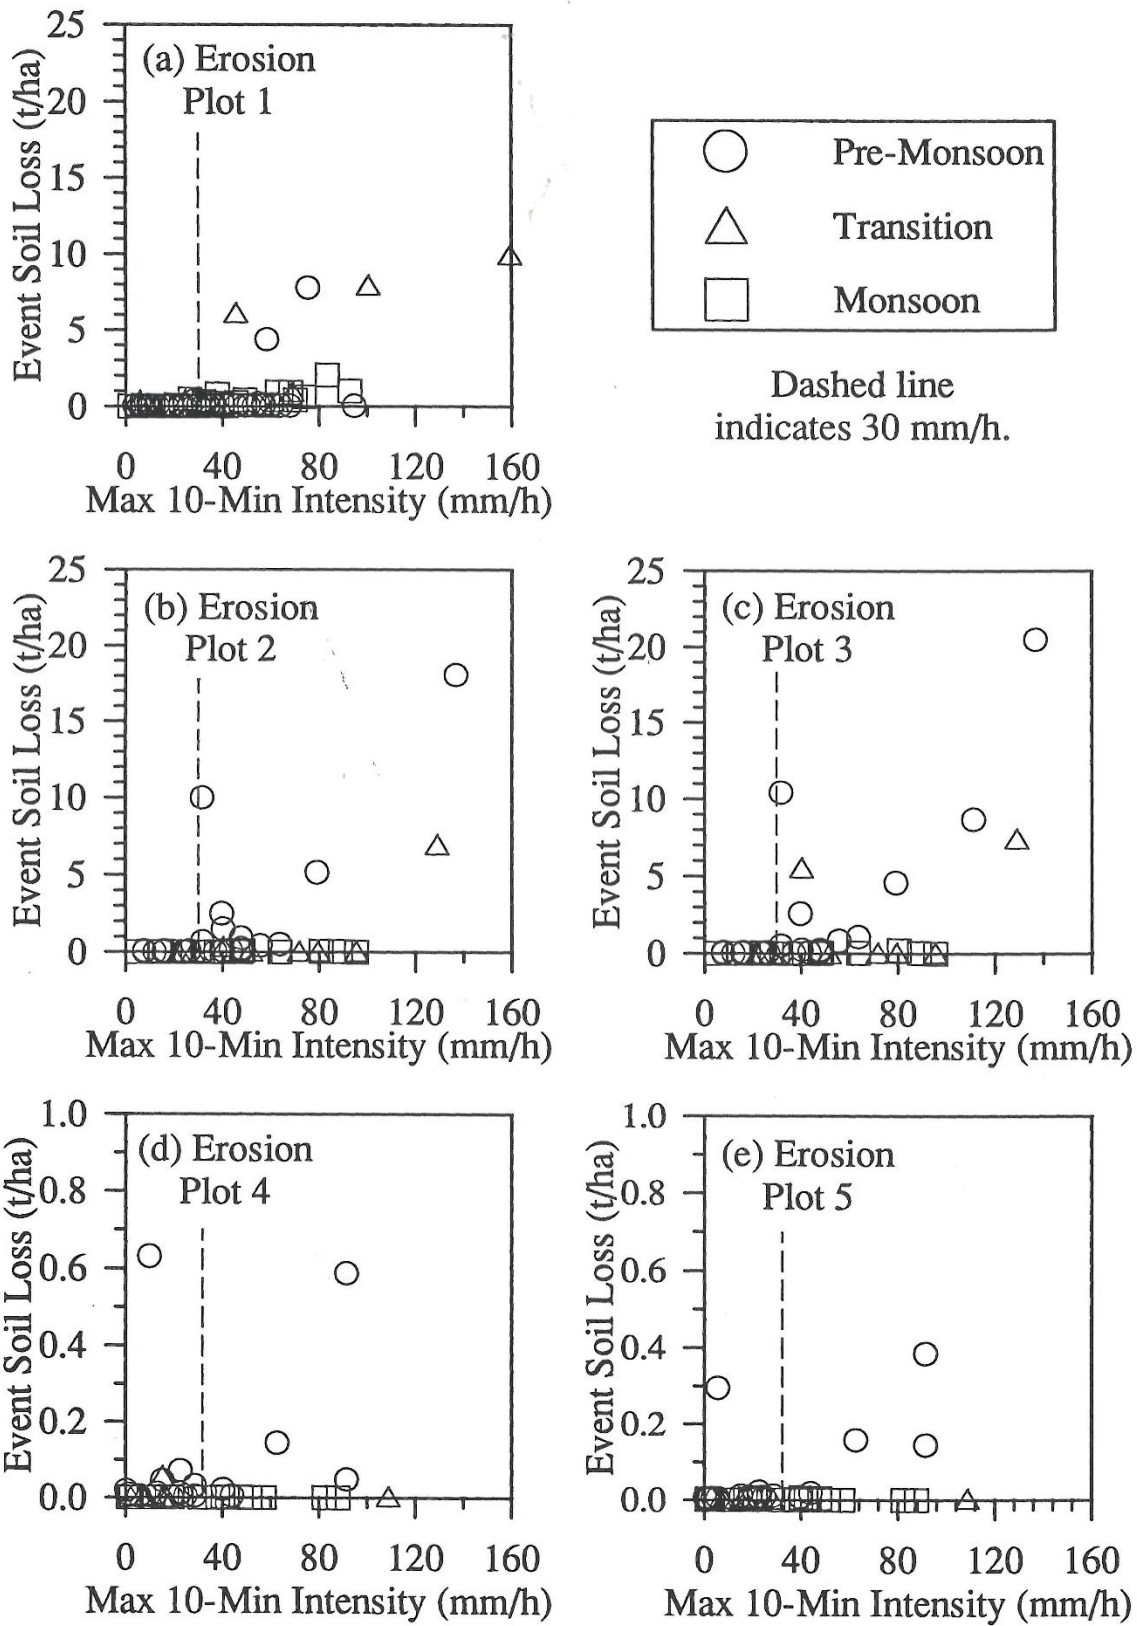 (a) Erosion
Plot 1
Event Soil Loss (t/ha)
25
20
15
10
5
0
0 40 80 120 160
Max 10-Min Intensity (mm/h)
Pre-Monsoon
Transition
Monsoon
Dashed line
indicates 30 mm/h.
(b) Erosion
Plot 2
Event Soil Loss (t/ha)
25
20
15
10
5
0
0 40 80 120 160
Max 10-Min Intensity (mm/h)
(c) Erosion
Plot 3
Event Soil Loss (t/ha)
25
20
15
10
5
0
0 40 80 120 160
Max 10-Min Intensity (mm/h)
(d) Erosion
Plot 4
Event Soil Loss (t/ha)
1.0
0.8
0.6
0.4
0.2
0.0
0 40 80 120 160
Max 10-Min Intensity (mm/h)
(e) Erosion
Plot 5
Event Soil Loss (t/ha)
1.0
0.8
0.6
0.4
0.2
0.0
0 40 80 120 160
Max 10-Min Intensity (mm/h)